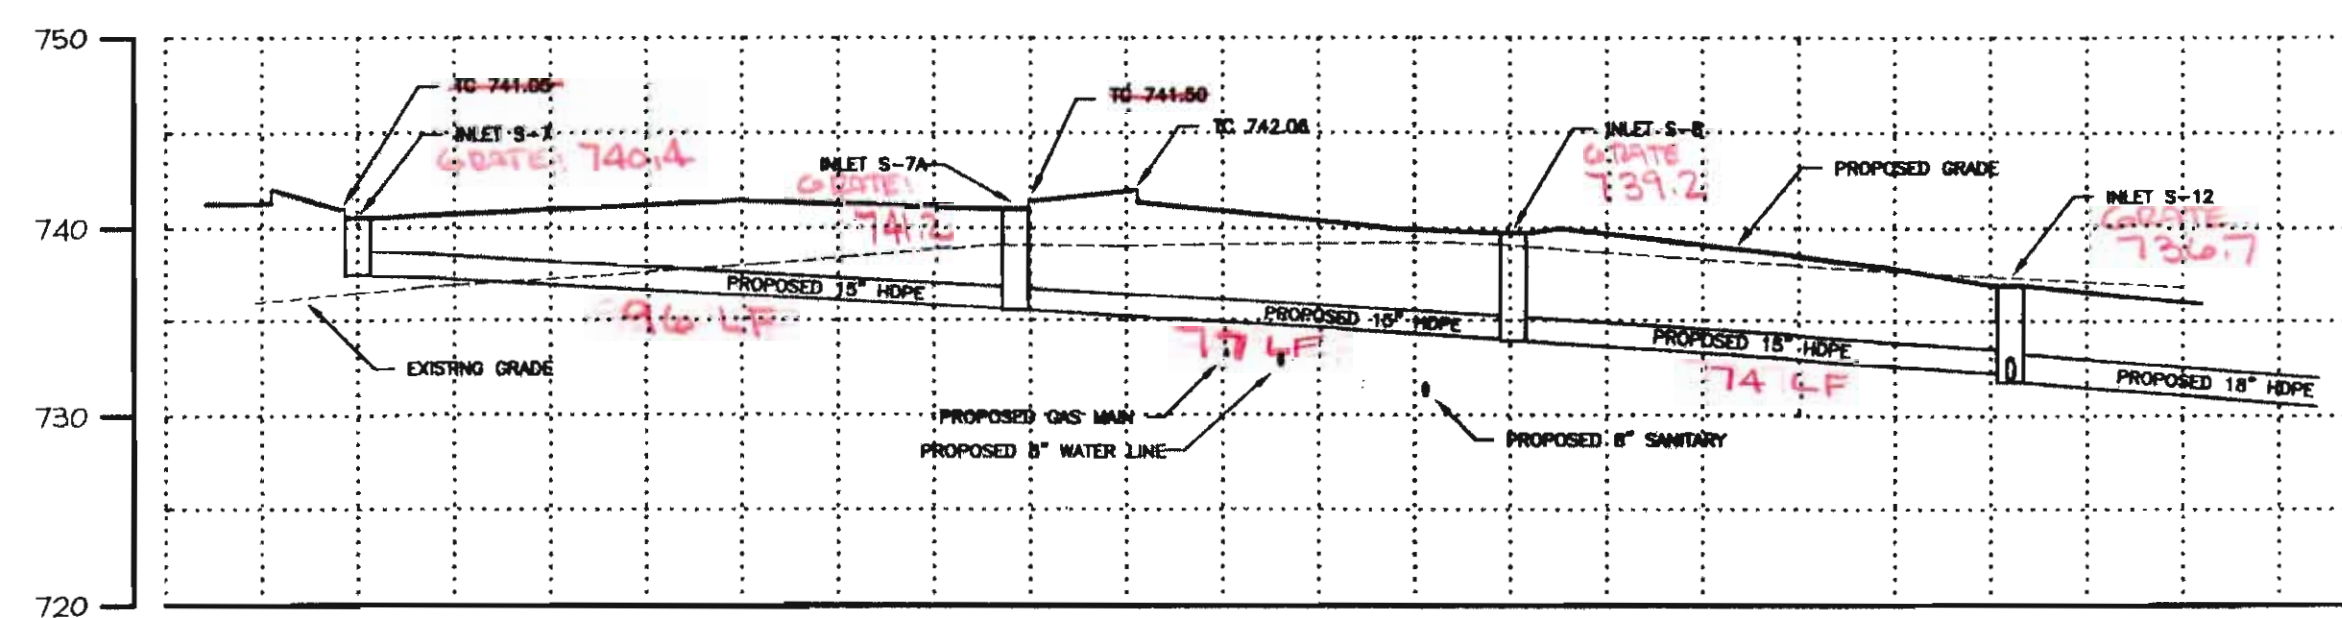 750
TC 741.05
TC 741.50
INLET S-7
TC 742.06
INLET S-8
GRATE: 740.4
INLET S-7A
GRATE
PROPOSED GRADE
GRATE:
739.2
INLET S-12
740
741.2
GRATE
736.7
PROPOSED 15" HDPE
96 LF
PROPOSED 15" HDPE
77 LF
PROPOSED 15" HDPE
EXISTING GRADE
74 LF
PROPOSED 18" HDPE
730
PROPOSED GAS MAIN
PROPOSED 8" WATER LINE
PROPOSED 8" SANITARY
720